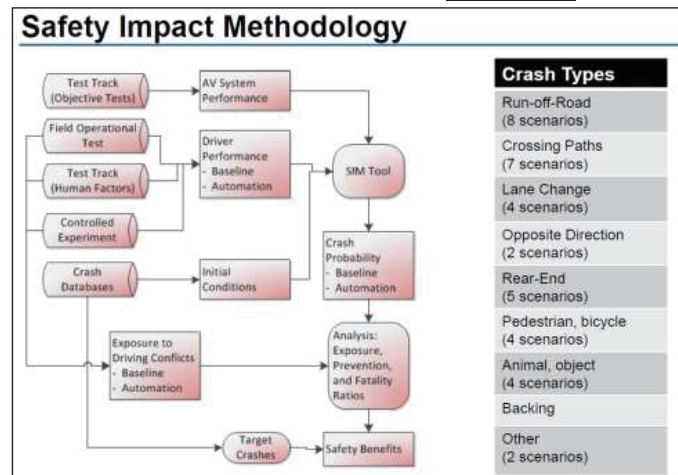 Safety Impact Methodology
Test Track
(Objective Tests)
AV System
Performance
Field Operational
Test
Driver
Performance
- Baseline
- Automation
Test Track
(Human Factors)
SIM Tool
Controlled
Experiment
Crash
Databases
Initial
Conditions
Crash
Probability
- Baseline
- Automation
Exposure to
Driving Conflicts
- Baseline
- Automation
Analysis:
Exposure,
Prevention,
and Fatality
Ratios
Target
Crashes
Safety Benefits
Crash Types
Run-off-Road
(8 scenarios)
Crossing Paths
(7 scenarios)
Lane Change
(4 scenarios)
Opposite Direction
(2 scenarios)
Rear-End
(5 scenarios)
Pedestrian, bicycle
(4 scenarios)
Animal, object
(4 scenarios)
Backing
Other
(2 scenarios)